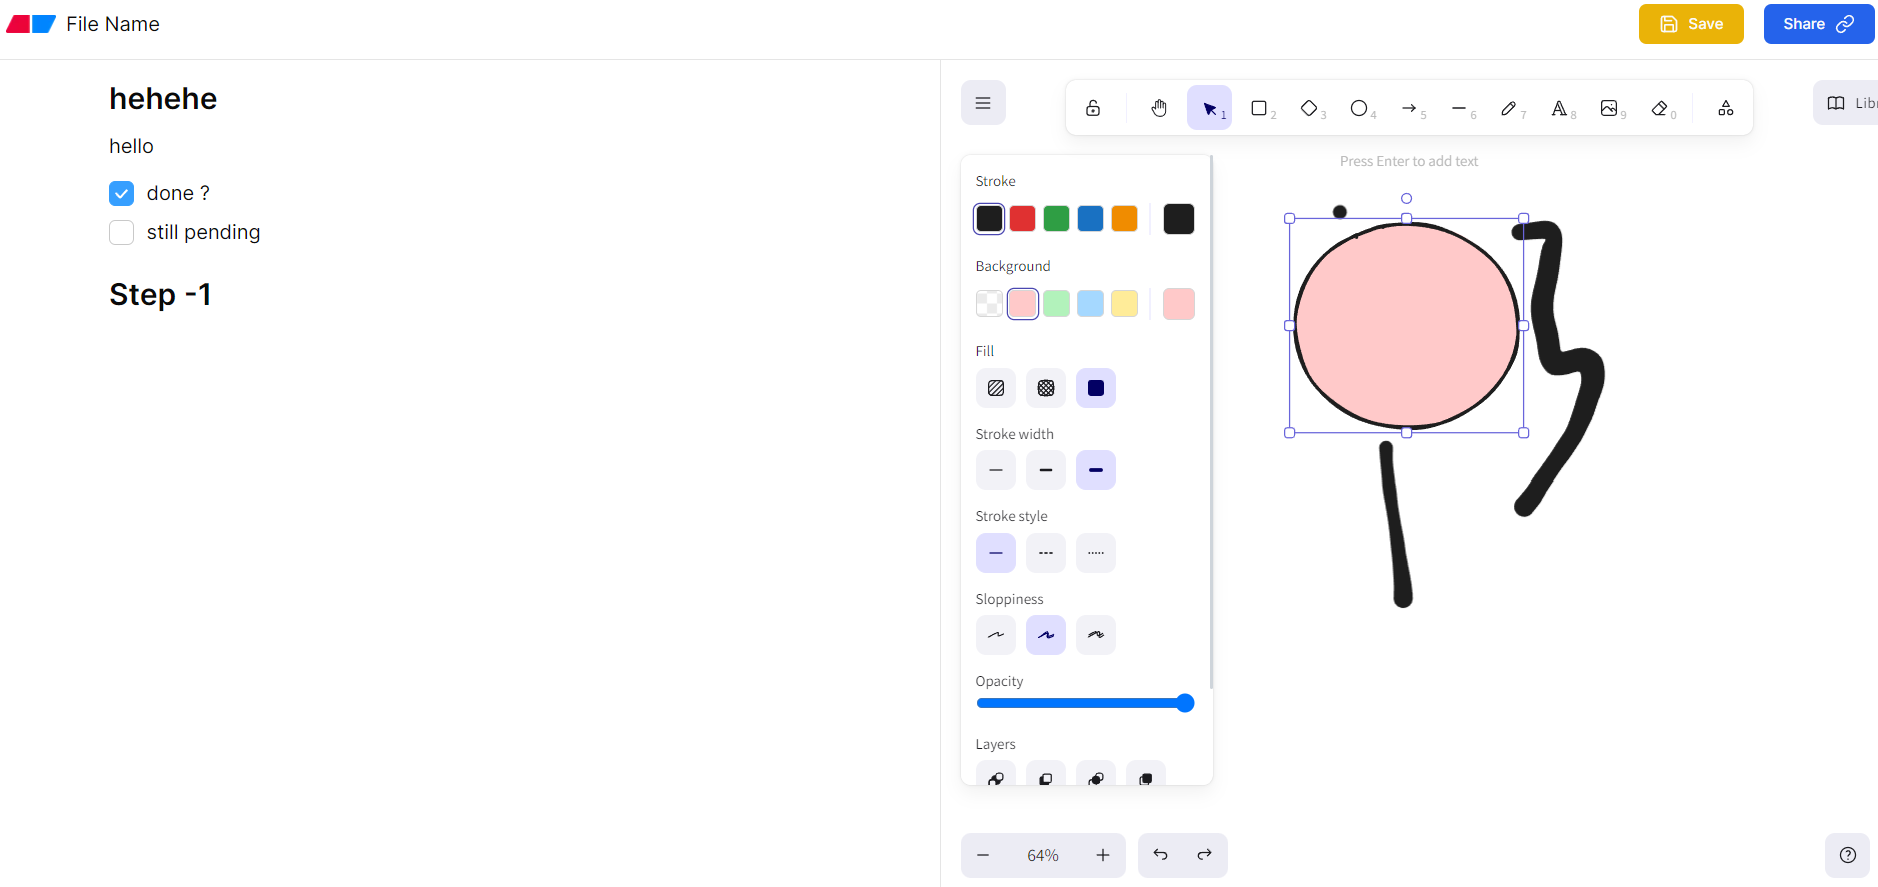 File Name
Save
Share
hehehe
hello
done ?
still pending
Step -1
1
2
3
4
5
6
7
8
9
0
Libr
Press Enter to add text
Stroke
Background
Fill
Stroke width
Stroke style
Sloppiness
Opacity
Layers
64%